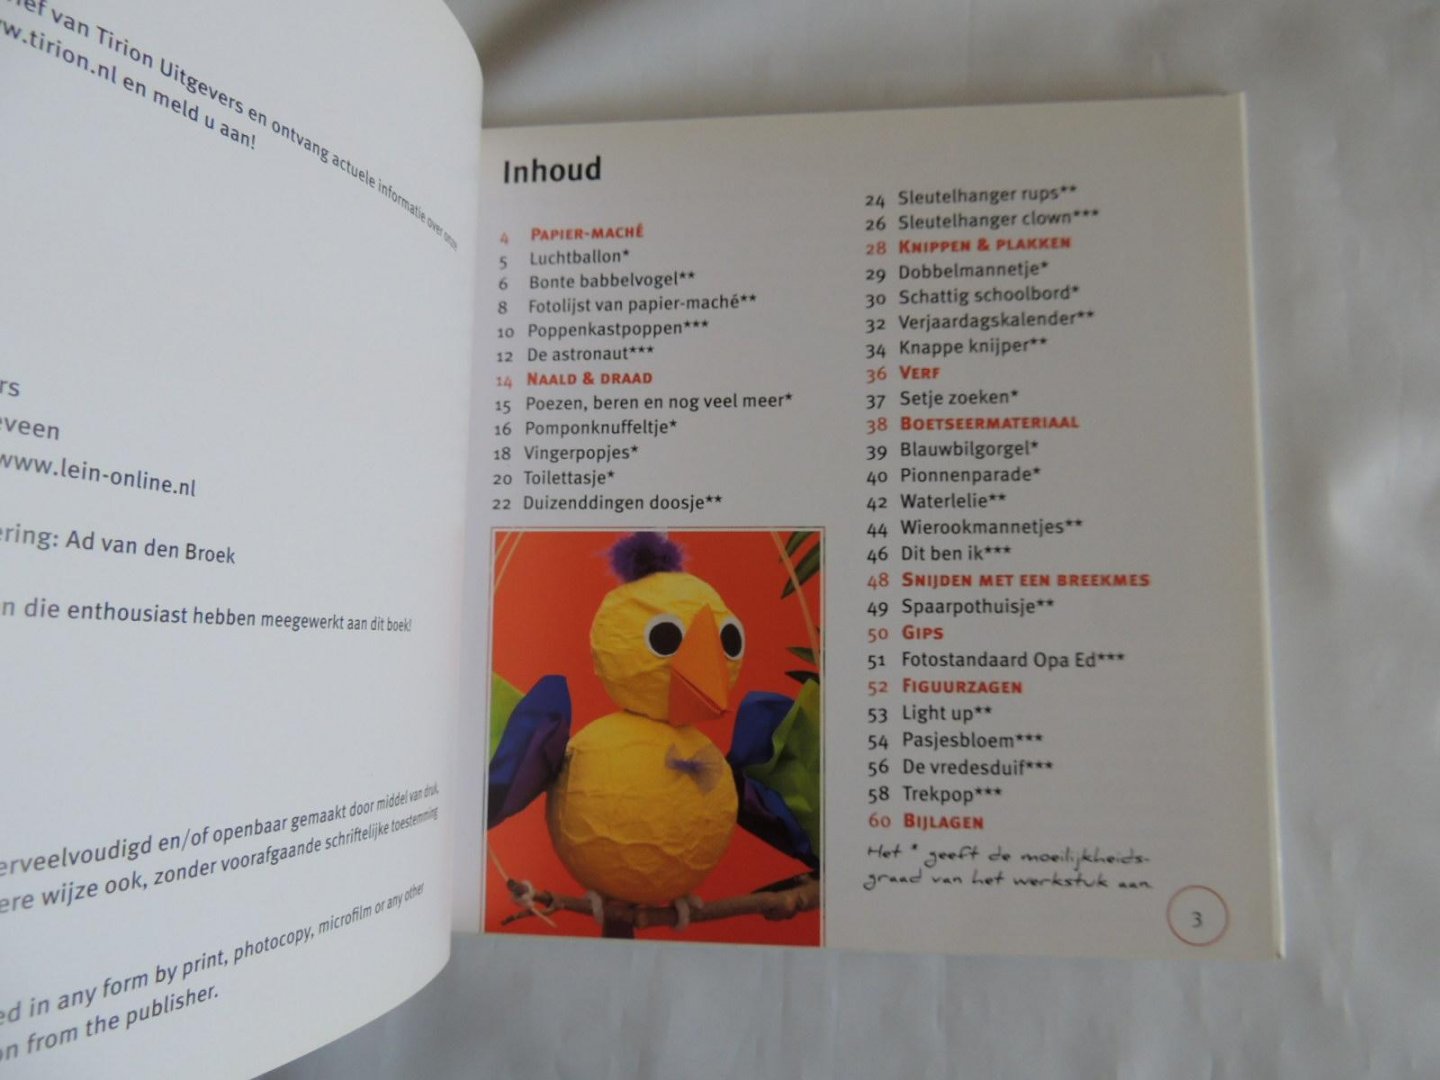 ef van Tirion Uitgevers en ontvang actuele informatie over onze
w.tirion.nl en meld u aan!
rs
eveen
www.lein-online.nl
ering: Ad van den Broek
n die enthousiast hebben meegewerkt aan dit boek!
erveelvoudigd en/of openbaar gemaakt door middel van druk,
ere wijze ook, zonder voorafgaande schriftelijke toestemming
ed in any form by print, photocopy, microfilm or any other
on from the publisher.
Inhoud
4 PAPIER-MACHÉ
5 Luchtballon*
6 Bonte babbelvogel**
8 Fotolijst van papier-maché**
10 Poppenkastpoppen***
12 De astronaut***
14 NAALD & DRAAD
15 Poezen, beren en nog veel meer*
16 Pomponknuffeltje*
18 Vingerpopjes*
20 Toilettasje*
22 Duizenddingen doosje**
24 Sleutelhanger rups**
26 Sleutelhanger clown***
28 KNIPPEN & PLAKKEN
29 Dobbelmannetje*
30 Schattig schoolbord*
32 Verjaardagskalender**
34 Knappe knijper**
36 VERF
37 Setje zoeken*
38 BOETSEERMATERIAAL
39 Blauwbilgorgel*
40 Pionnenparade*
42 Waterlelie**
44 Wierookmannetjes**
46 Dit ben ik***
48 SNIJDEN MET EEN BREEKMES
49 Spaarpothuisje**
50 GIPS
51 Fotostandaard Opa Ed***
52 FIGUURZAGEN
53 Light up**
54 Pasjesbloem***
56 De vredesduif***
58 Trekpop***
60 BIJLAGEN
Het * geeft de moeilijkheids-
graad van het werkstuk aan.
3